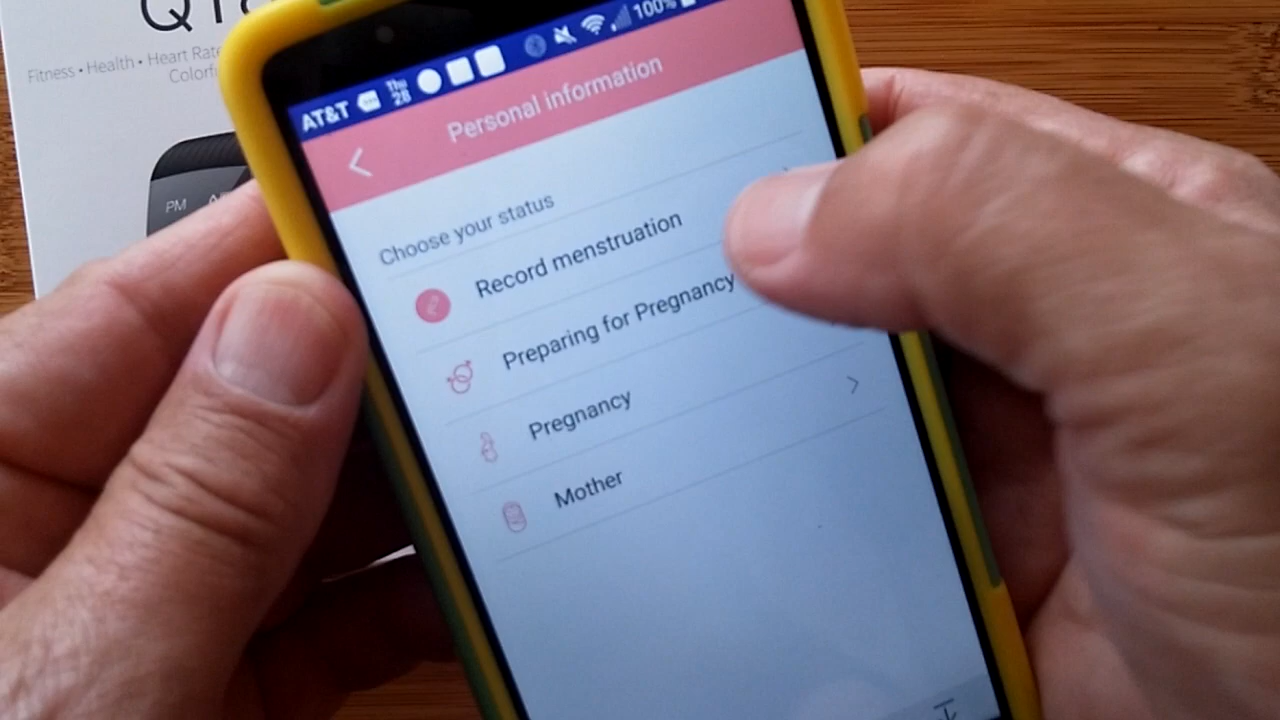 Fitness • Health • Heart Rate
PM
AT&T
Thu
28
100%
Personal information
Choose your status
Record menstruation
Preparing for Pregnancy
Pregnancy
Mother